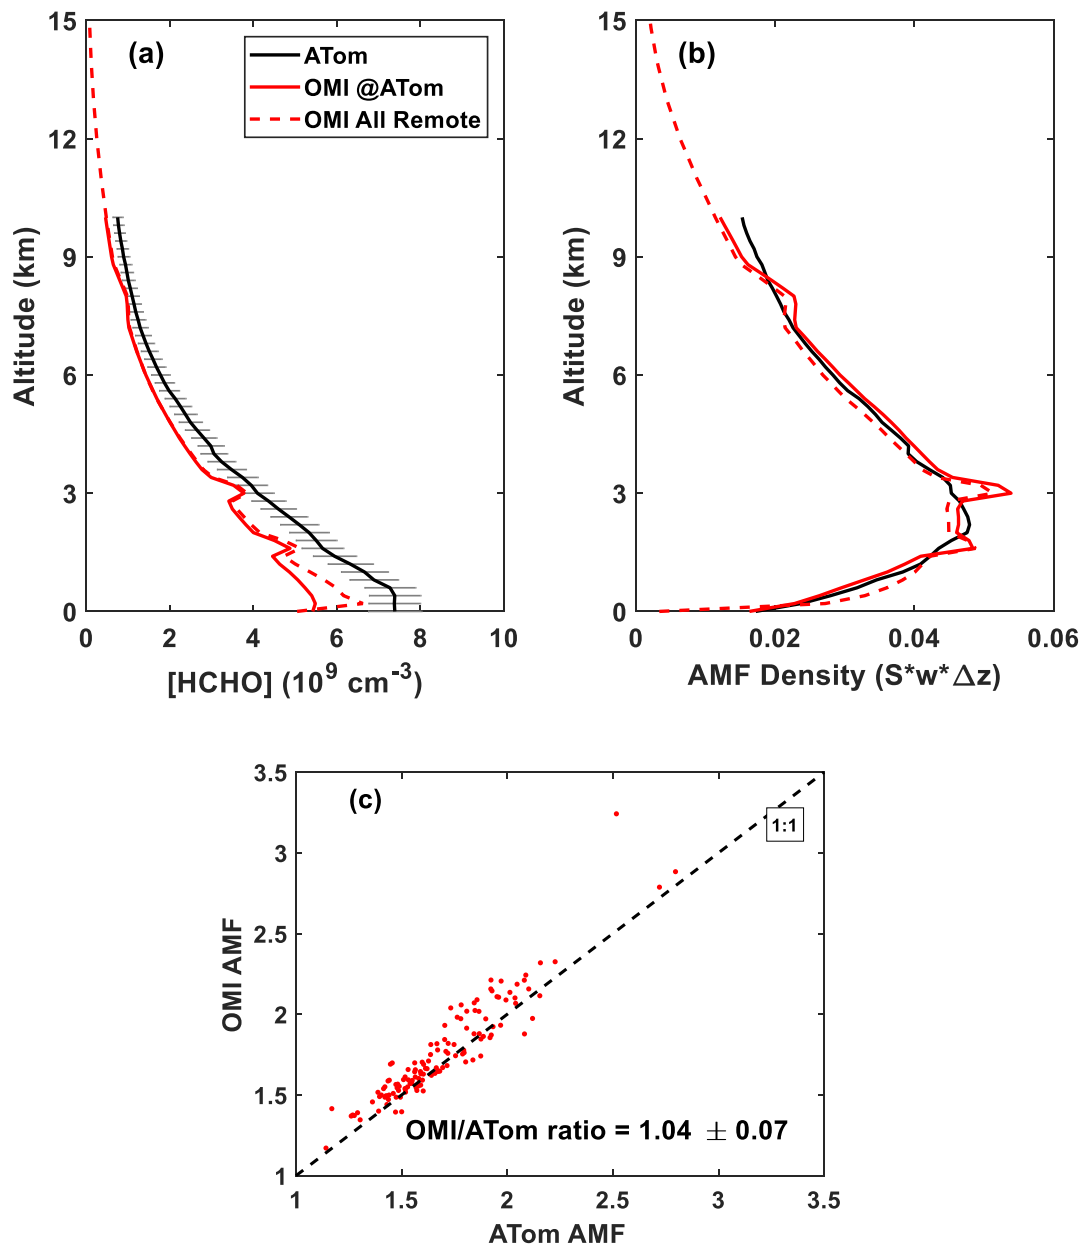 15
12
9
6
3
0
Altitude (km)
(a)
ATom
OMI @ATom
OMI All Remote
0 2 4 6 8 10
[HCHO] (10^9 cm^-3)
15
12
9
6
3
0
Altitude (km)
(b)
0.02 0.04 0.06
AMF Density (S*w*Δz)
3.5
3
2.5
2
1.5
1
OMI AMF
(c)
1:1
OMI/ATom ratio = 1.04 ± 0.07
1 1.5 2 2.5 3 3.5
ATom AMF